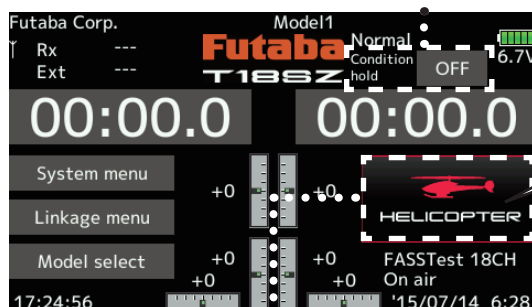 Futaba Corp. Model1
Rx ---
Ext ---
Futaba
T18SZ
Normal
Condition hold
OFF
6.7V
00:00.0 00:00.0
System menu
Linkage menu
Model select
+0 +0
+0 +0
+0 +0
HELICOPTER
FASSTest 18CH
On air
17:24:56 '15/07/14 6:28